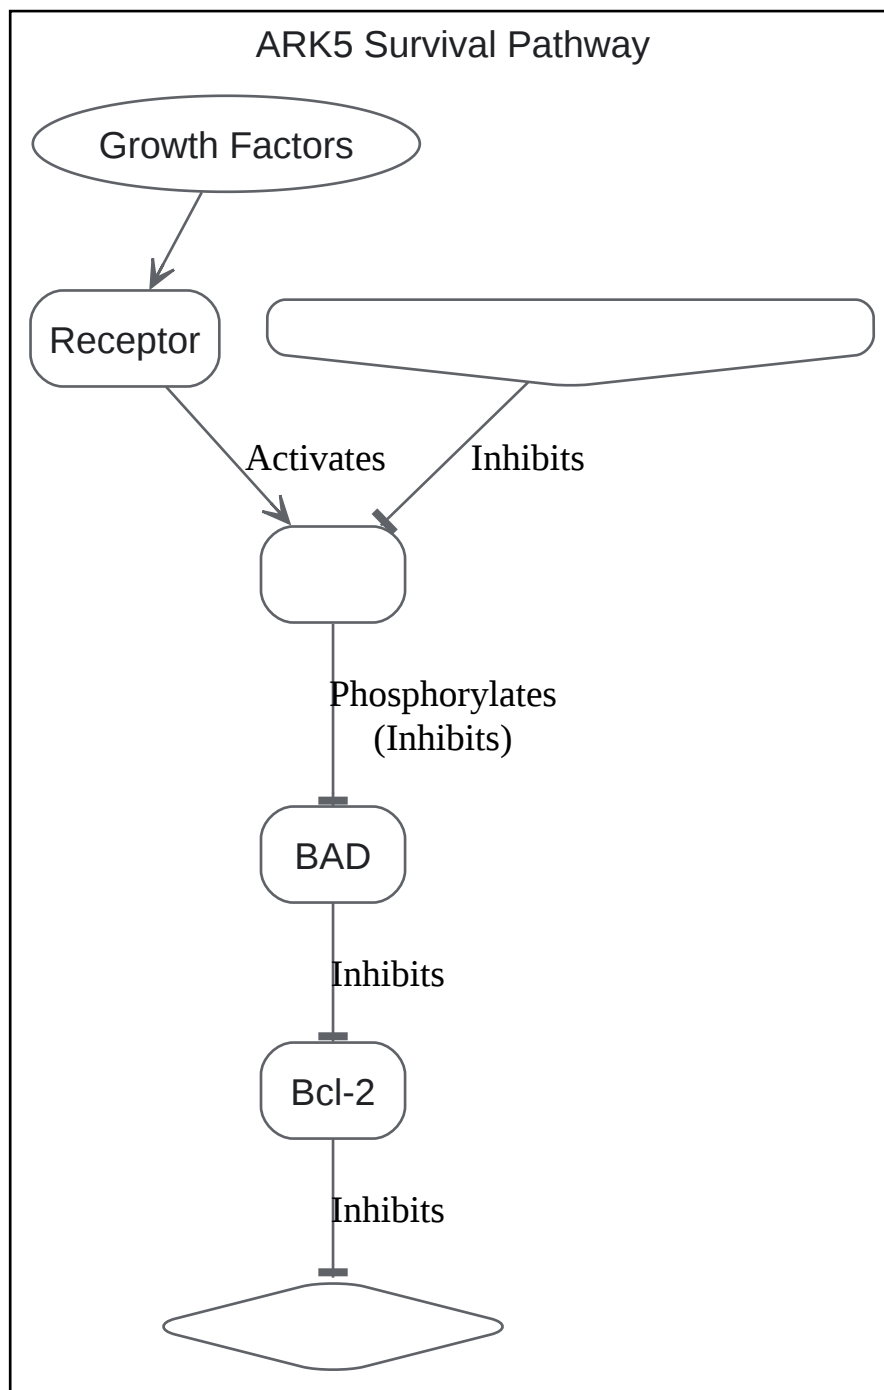 ARK5 Survival Pathway
Growth Factors
Receptor
Activates
Inhibits
Phosphorylates
(Inhibits)
BAD
Inhibits
Bcl-2
Inhibits